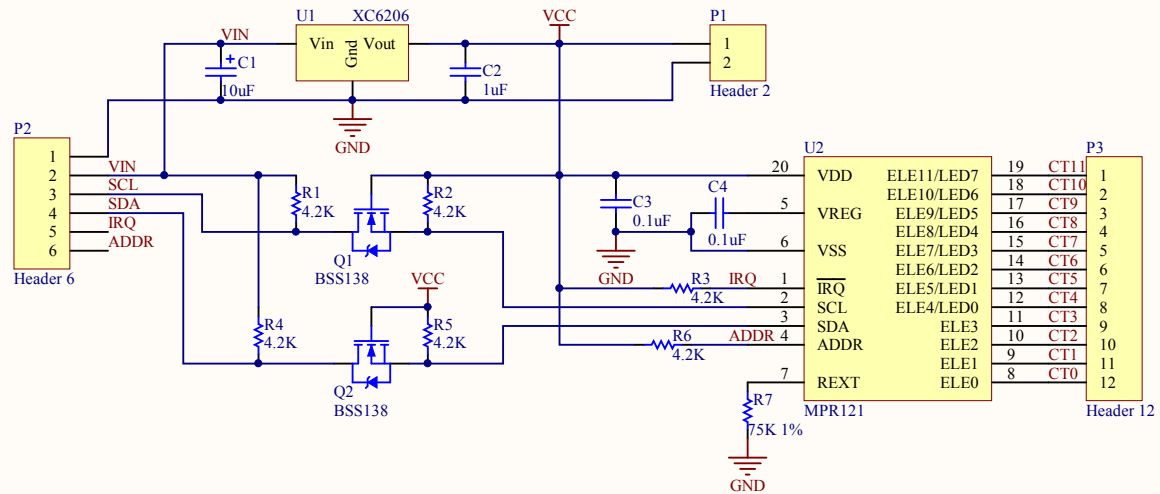 U1 XC6206
VCC
P1
VIN
Vin Gnd Vout
1
2
+
C1
10uF
C2
1uF
Header 2
GND
P2
1
2
3
4
5
6
VIN
SCL
SDA
IRQ
ADDR
Header 6
R1
4.2K
R2
4.2K
Q1
BSS138
VCC
R4
4.2K
R5
4.2K
Q2
BSS138
C3
0.1uF
C4
0.1uF
GND
R3
4.2K
IRQ
R6
4.2K
ADDR
R7
75K 1%
GND
U2
20 VDD
5 VREG
6 VSS
1 IRQ
2 SCL
3 SDA
4 ADDR
7 REXT
MPR121
P3
ELE11/LED7 19 CT11 1
ELE10/LED6 18 CT10 2
ELE9/LED5 17 CT9 3
ELE8/LED4 16 CT8 4
ELE7/LED3 15 CT7 5
ELE6/LED2 14 CT6 6
ELE5/LED1 13 CT5 7
ELE4/LED0 12 CT4 8
ELE3 11 CT3 9
ELE2 10 CT2 10
ELE1 9 CT1 11
ELE0 8 CT0 12
Header 12